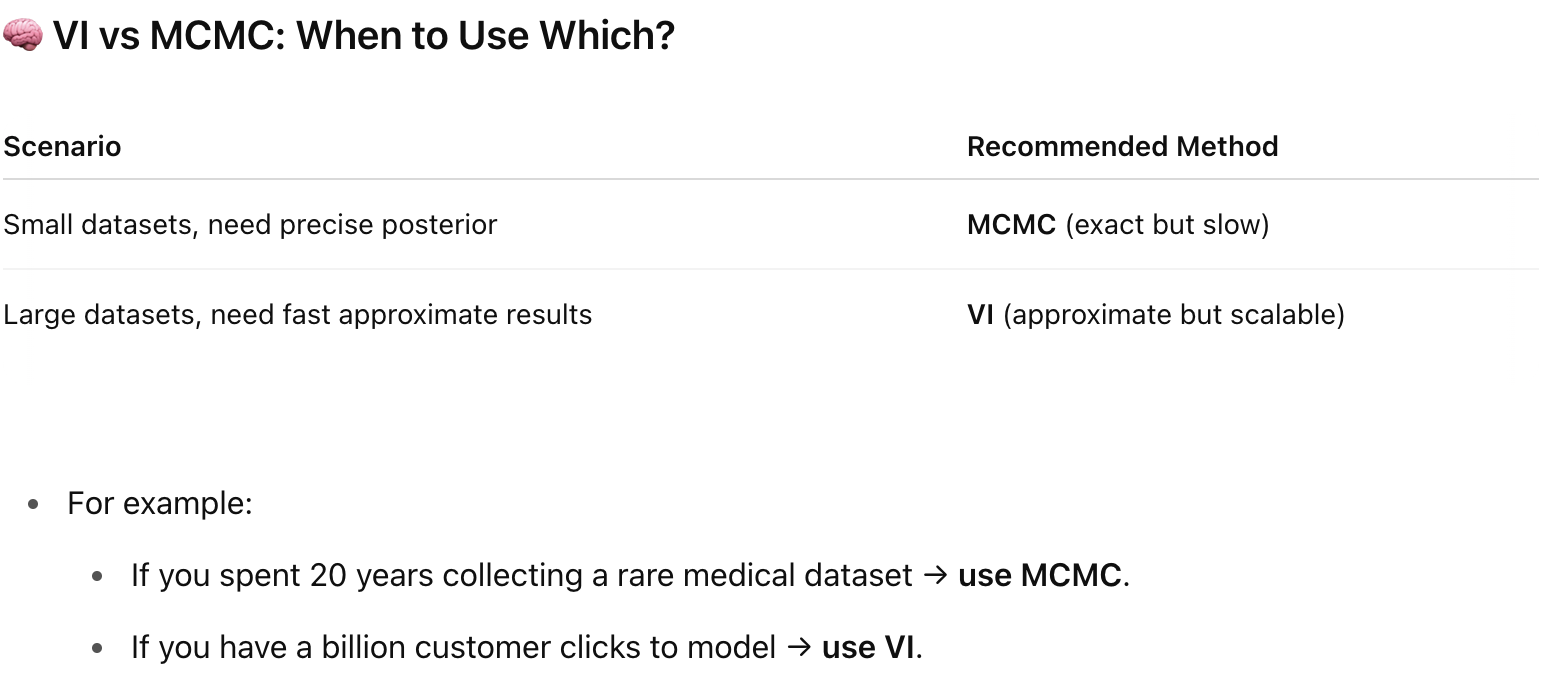 🧠 VI vs MCMC: When to Use Which?
Scenario Recommended Method
Small datasets, need precise posterior MCMC (exact but slow)
Large datasets, need fast approximate results VI (approximate but scalable)
• For example:
• If you spent 20 years collecting a rare medical dataset → use MCMC.
• If you have a billion customer clicks to model → use VI.